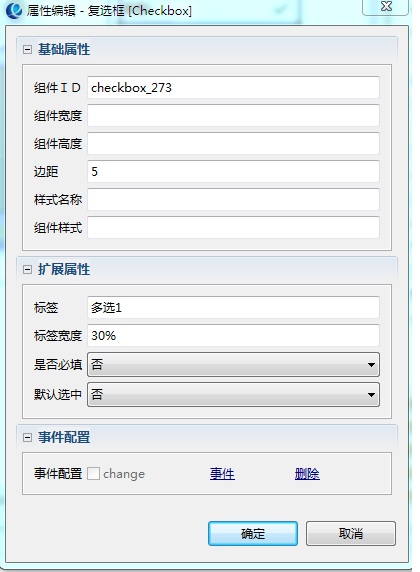 属性编辑 - 复选框 [Checkbox]
基础属性
组件ＩＤ checkbox_273
组件宽度
组件高度
边距 5
样式名称
组件样式
扩展属性
标签 多选1
标签宽度 30%
是否必填 否
默认选中 否
事件配置
事件配置 change 事件 删除
确定 取消